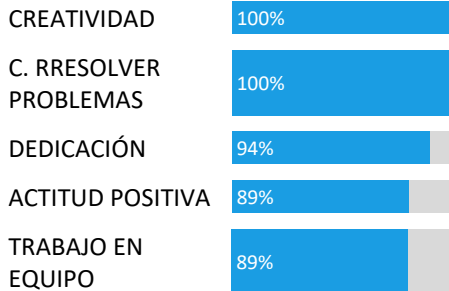 CREATIVIDAD 100%
C. RRESOLVER
PROBLEMAS 100%
DEDICACIÓN 94%
ACTITUD POSITIVA 89%
TRABAJO EN
EQUIPO 89%